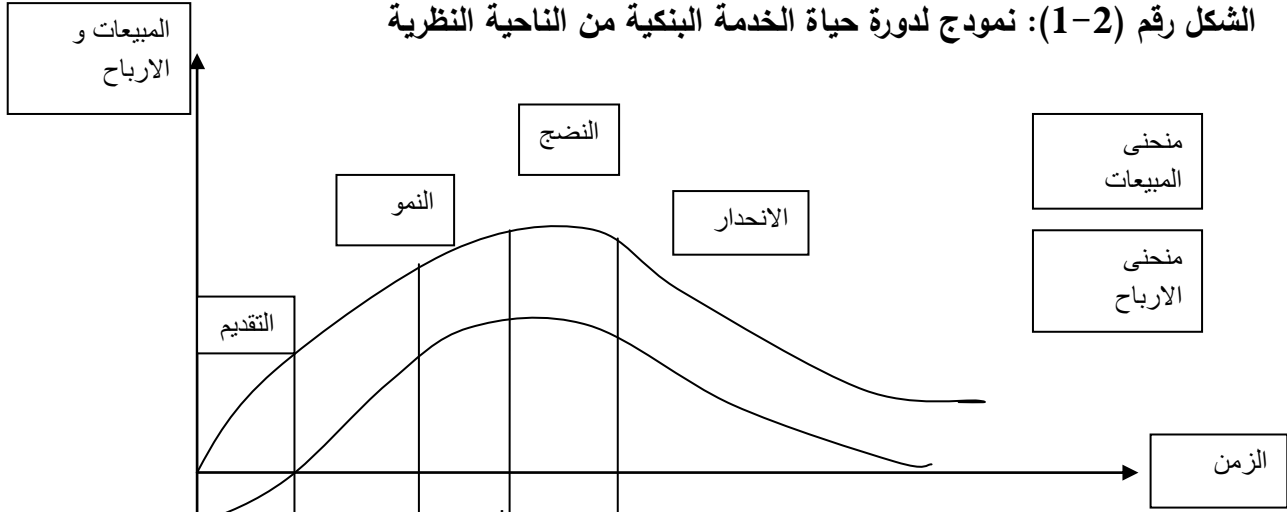 الشكل رقم (2-1): نمودج لدورة حياة الخدمة البنكية من الناحية النظرية
المبيعات و
الارباح
النضج
منحنى
المبيعات
النمو
الانحدار
منحنى
الارباح
التقديم
الزمن